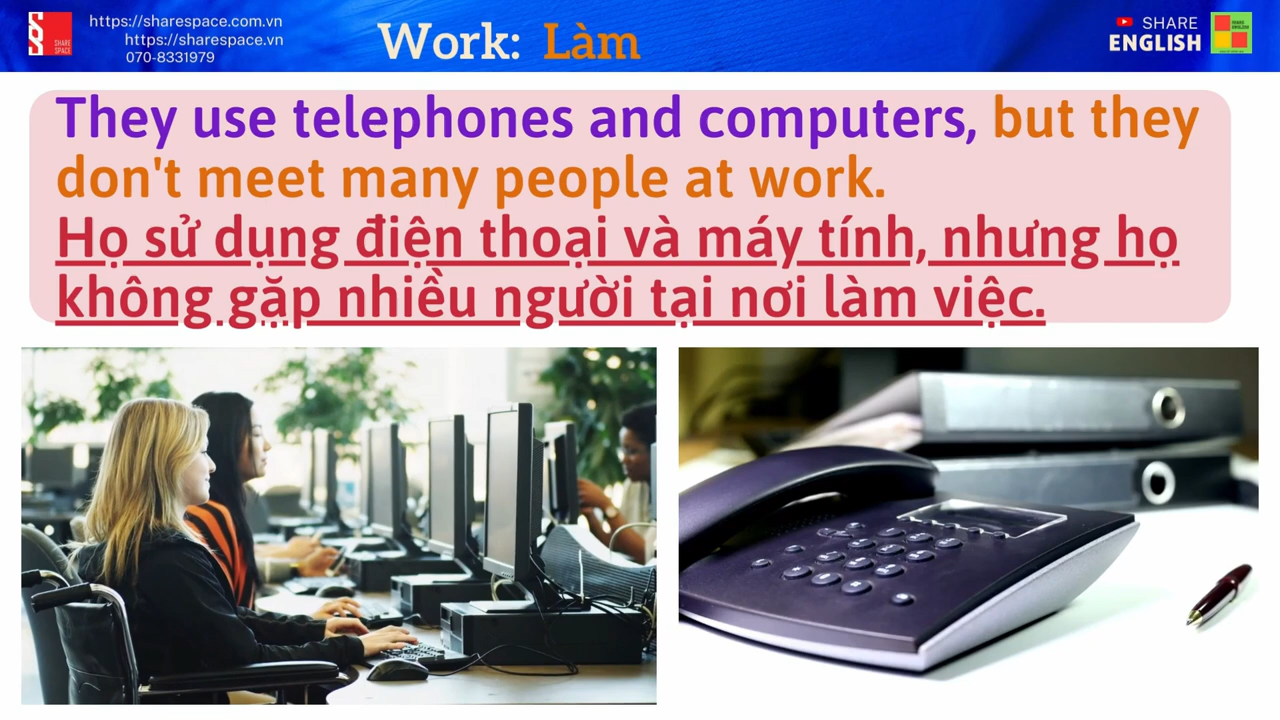 https://sharespace.com.vn
https://sharespace.vn
070-8331979
SHARE
SPACE
Work: Làm
SHARE
ENGLISH
They use telephones and computers, but they
don't meet many people at work.
Họ sử dụng điện thoại và máy tính, nhưng họ
không gặp nhiều người tại nơi làm việc.